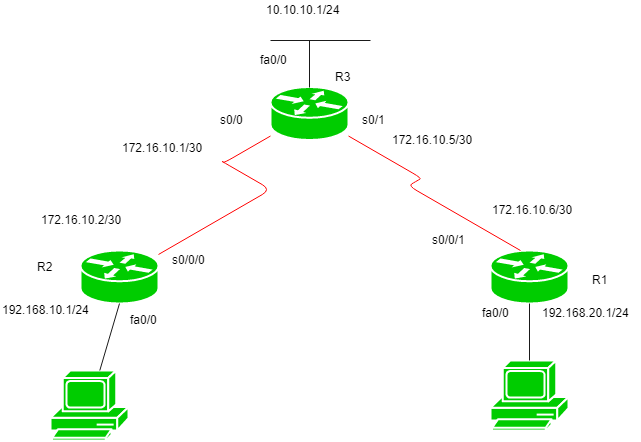 10.10.10.1/24
fa0/0
R3
s0/0
s0/1
172.16.10.1/30
172.16.10.5/30
172.16.10.2/30
172.16.10.6/30
s0/0/0
s0/0/1
R2
R1
192.168.10.1/24
fa0/0
fa0/0
192.168.20.1/24